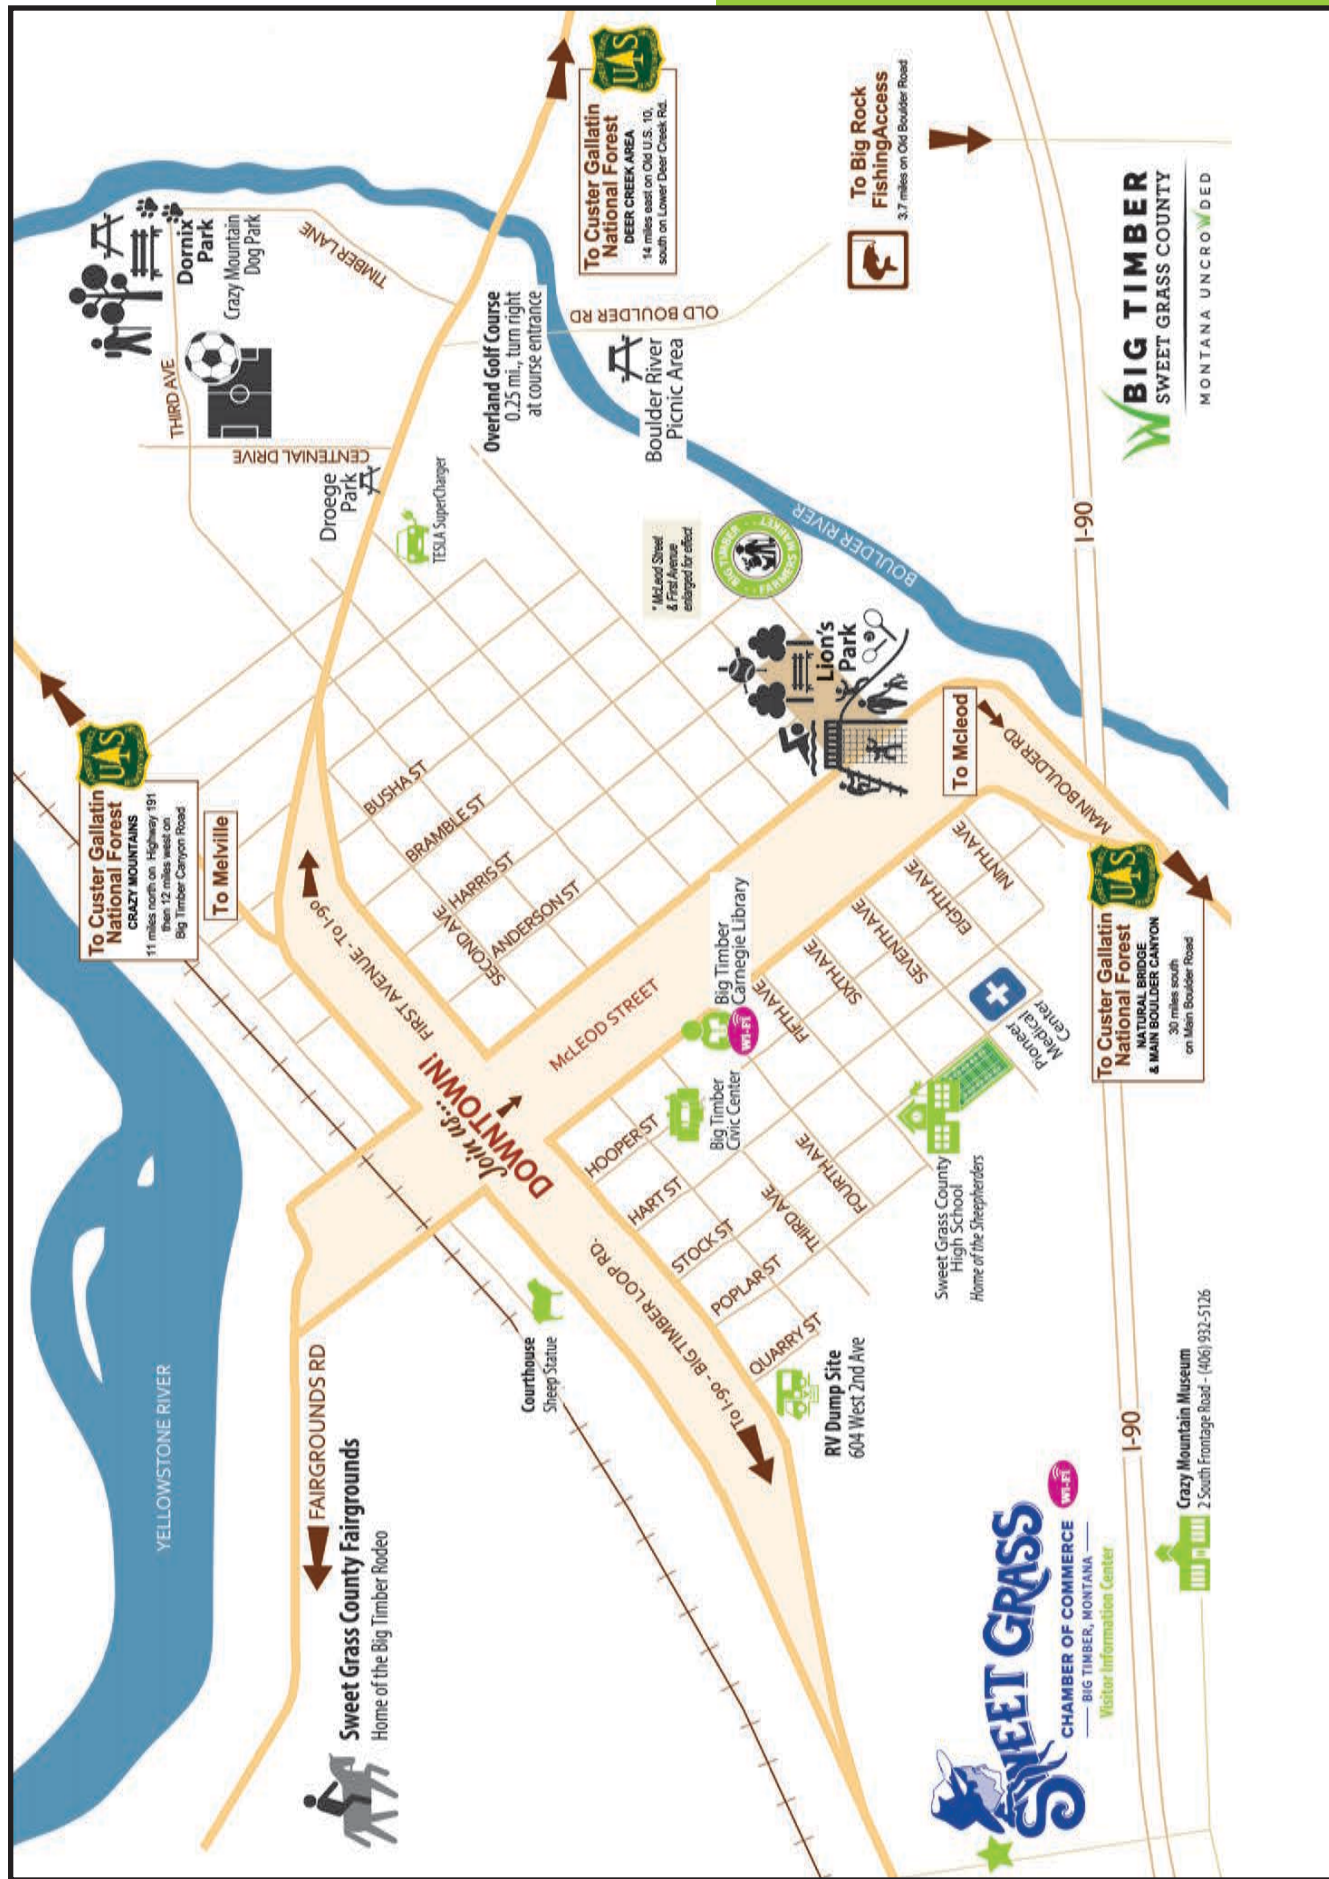 YELLOWSTONE RIVER
FAIRGROUNDS RD
Sweet Grass County Fairgrounds
Home of the Big Timber Rodeo
To Custer Gallatin
National Forest
CRAZY MOUNTAINS
11 miles north on Highway 191
then 12 miles west on
Big Timber Canyon Road
To Melville
THIRD AVE
Dornix
Park
Crazy Mountain
Dog Park
TIMBER LANE
CENTENIAL DRIVE
Droege
Park
TESLA SuperCharger
Overland Golf Course
0.25 mi., turn right
at course entrance
To Custer Gallatin
National Forest
DEER CREEK AREA
14 miles east on Old U.S. 10,
south on Lower Deer Creek Rd.
OLD BOULDER RD
Boulder River
Picnic Area
To Big Rock
FishingAccess
3.7 miles on Old Boulder Road
FIRST AVENUE - To I-90
Join us...
DOWNTOWN!
McLEOD STREET
BUSHA ST
BRAMBLE ST
HARRIS ST
SECOND AVE
ANDERSON ST
* McLeod Street
& First Avenue
enlarged for effect
BIG TIMBER
FARMERS MARKET
BOULDER RIVER
Lion's
Park
Courthouse
Sheep Statue
To I-90 - BIG TIMBER LOOP RD.
HOOPER ST
HART ST
STOCK ST
POPLAR ST
QUARRY ST
THIRD AVE
FOURTH AVE
FIFTH AVE
SIXTH AVE
SEVENTH AVE
EIGHTH AVE
NINTH AVE
Big Timber
Civic Center
Big Timber
Carnegie Library
WI-FI
RV Dump Site
604 West 2nd Ave
Sweet Grass County
High School
Home of the Sheepherders
Pioneer
Medical
Center
To Mcleod
MAIN BOULDER RD
To Custer Gallatin
National Forest
NATURAL BRIDGE
& MAIN BOULDER CANYON
30 miles south
on Main Boulder Road
I-90
I-90
SWEET GRASS
CHAMBER OF COMMERCE
BIG TIMBER, MONTANA
Visitor Information Center
WI-FI
Crazy Mountain Museum
2 South Frontage Road - (406) 932-5126
BIG TIMBER
SWEET GRASS COUNTY
MONTANA UNCROWDED